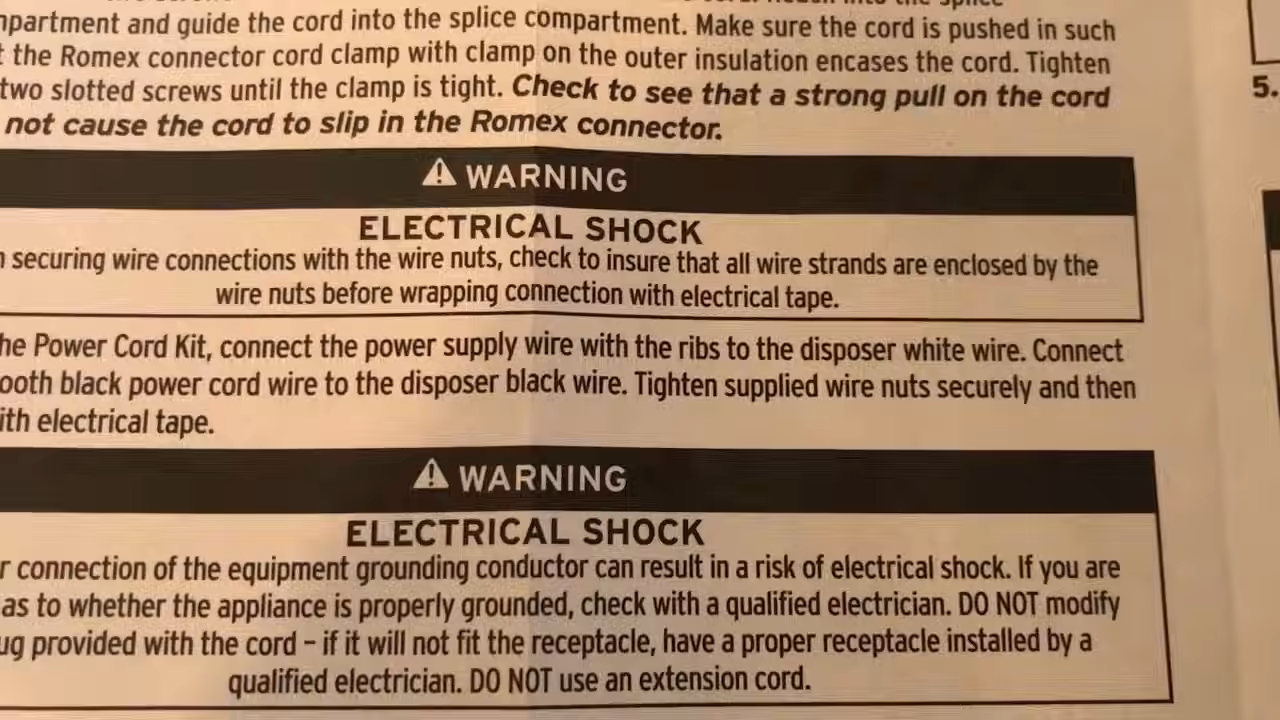 partment and guide the cord into the splice compartment. Make sure the cord is pushed in such
the Romex connector cord clamp with clamp on the outer insulation encases the cord. Tighten
two slotted screws until the clamp is tight. Check to see that a strong pull on the cord
not cause the cord to slip in the Romex connector.
WARNING
ELECTRICAL SHOCK
securing wire connections with the wire nuts, check to insure that all wire strands are enclosed by the
wire nuts before wrapping connection with electrical tape.
he Power Cord Kit, connect the power supply wire with the ribs to the disposer white wire. Connect
ooth black power cord wire to the disposer black wire. Tighten supplied wire nuts securely and then
ith electrical tape.
WARNING
ELECTRICAL SHOCK
r connection of the equipment grounding conductor can result in a risk of electrical shock. If you are
as to whether the appliance is properly grounded, check with a qualified electrician. DO NOT modify
ug provided with the cord – if it will not fit the receptacle, have a proper receptacle installed by a
qualified electrician. DO NOT use an extension cord.
5.